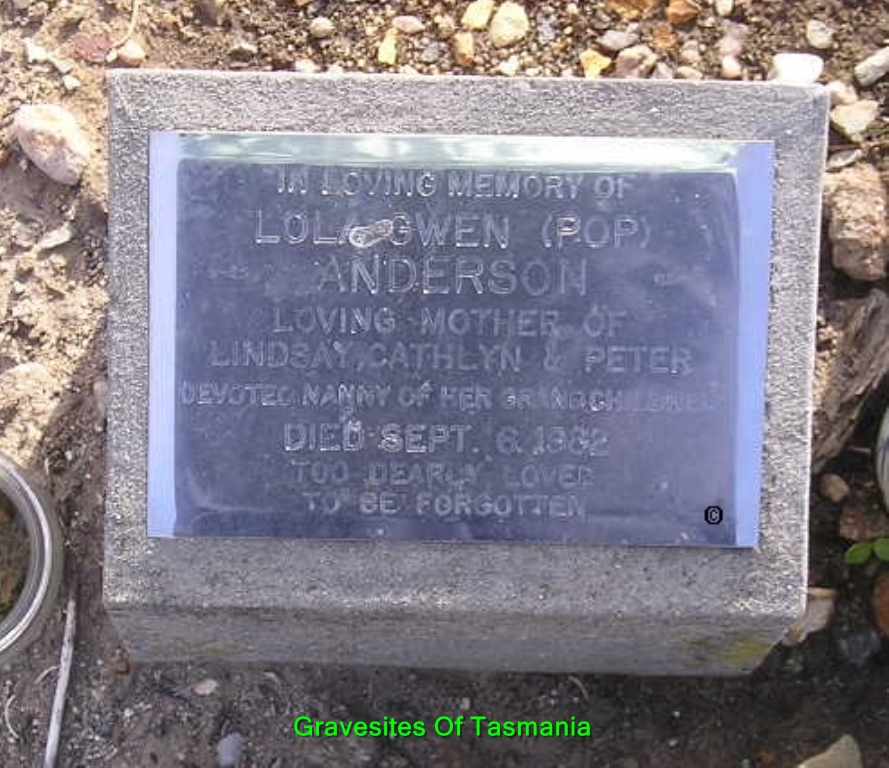 IN LOVING MEMORY OF
LOLA GWEN (POP)
ANDERSON
LOVING MOTHER OF
LINDSAY, CATHLYN & PETER
DEVOTED NANNY OF HER GRANDCHILDREN
DIED SEPT. 6. 1982
TOO DEARLY LOVED
TO BE FORGOTTEN
©
Gravesites Of Tasmania